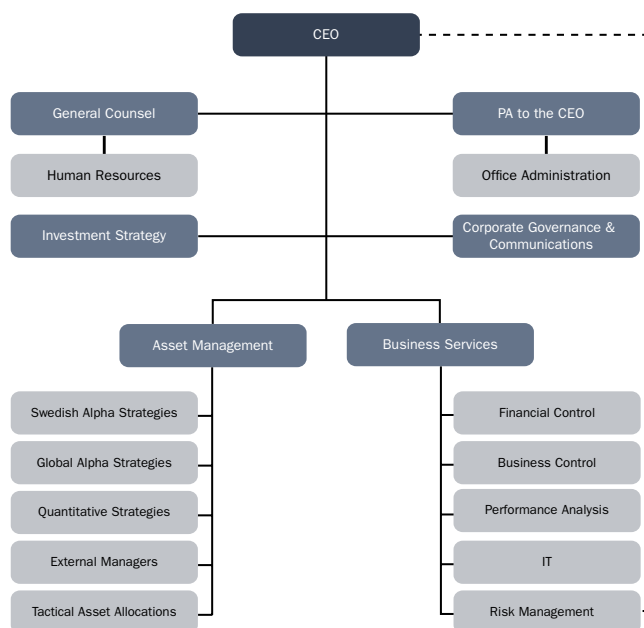 CEO
General Counsel
PA to the CEO
Human Resources
Office Administration
Investment Strategy
Corporate Governance &
Communications
Asset Management
Business Services
Swedish Alpha Strategies
Financial Control
Global Alpha Strategies
Business Control
Quantitative Strategies
Performance Analysis
External Managers
IT
Tactical Asset Allocations
Risk Management